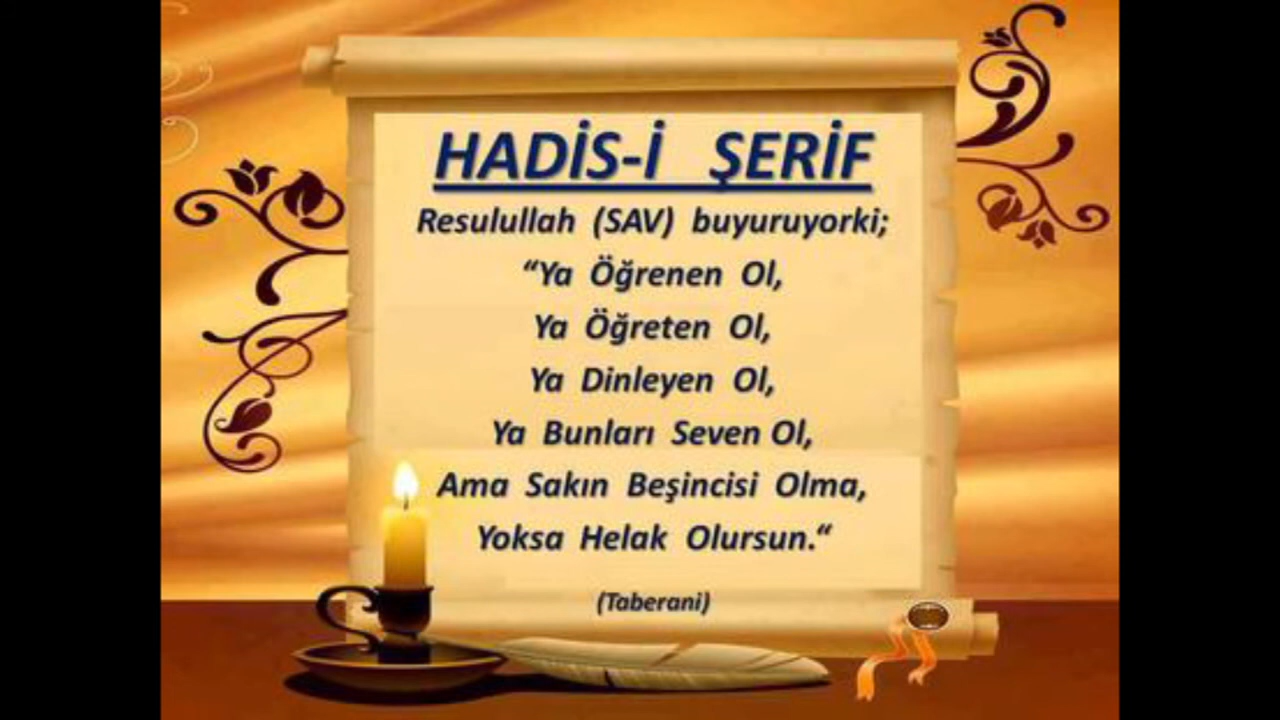 HADİS-İ ŞERİF
Resulullah (SAV) buyuruyorki;
“Ya Öğrenen Ol,
Ya Öğreten Ol,
Ya Dinleyen Ol,
Ya Bunları Seven Ol,
Ama Sakın Beşincisi Olma,
Yoksa Helak Olursun.“
(Taberani)